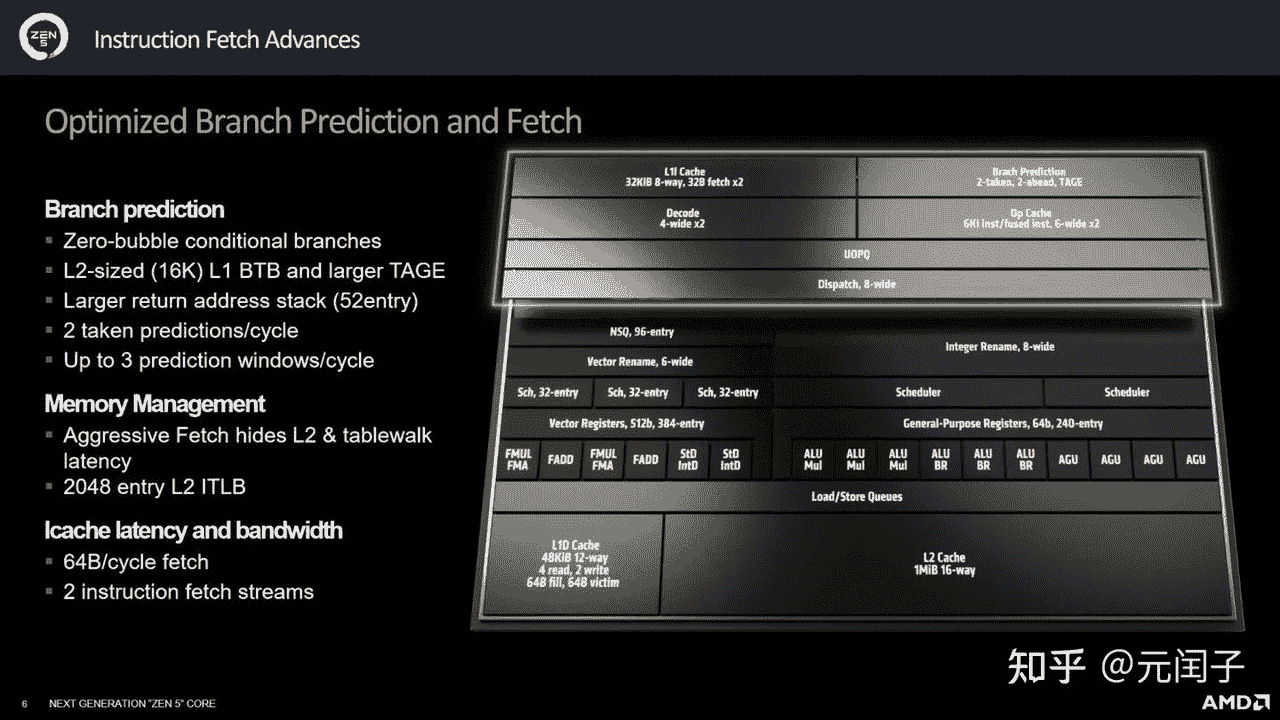 ZEN
5
Instruction Fetch Advances
Optimized Branch Prediction and Fetch
Branch prediction
Zero-bubble conditional branches
L2-sized (16K) L1 BTB and larger TAGE
Larger return address stack (52entry)
2 taken predictions/cycle
Up to 3 prediction windows/cycle
Memory Management
Aggressive Fetch hides L2 & tablewalk
latency
2048 entry L2 ITLB
Icache latency and bandwidth
64B/cycle fetch
2 instruction fetch streams
L1I Cache
32KiB 8-way, 32B fetch x2
Brach Prediction
2-taken, 2-ahead, TAGE
Decode
4-wide x2
Op Cache
6Ki inst/fused inst, 6-wide x2
UOPQ
Dispatch, 8-wide
NSQ, 96-entry
Vector Rename, 6-wide
Integer Rename, 8-wide
Sch, 32-entry
Sch, 32-entry
Sch, 32-entry
Scheduler
Scheduler
Vector Registers, 512b, 384-entry
General-Purpose Registers, 64b, 240-entry
FMUL
FMA
FADD
FMUL
FMA
FADD
StD
IntD
StD
IntD
ALU
Mul
ALU
Mul
ALU
Mul
ALU
BR
ALU
BR
ALU
BR
AGU
AGU
AGU
AGU
Load/Store Queues
L1D Cache
48KiB 12-way
4 read, 2 write
64B fill, 64B victim
L2 Cache
1MiB 16-way
知乎 @元闰子
6 NEXT GENERATION "ZEN 5" CORE
AMD